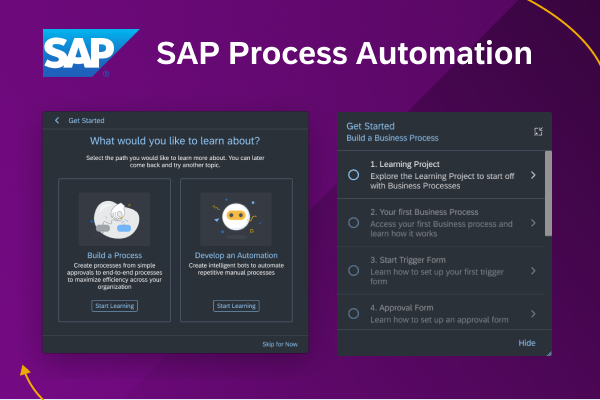 SAP
®
SAP Process Automation
Get Started
What would you like to learn about?
Select the path you would like to learn more about. You can later
come back and try another topic.
Build a Process
Create processes from simple
approvals to end-to-end processes
to maximize efficiency across your
organization
Start Learning
Develop an Automation
Create intelligent bots to automate
repetitive manual processes
Start Learning
Skip for Now
Get Started
Build a Business Process
1. Learning Project
Explore the Learning Project to start off
with Business Processes
2. Your first Business Process
Access your first Business process and
learn how it works
3. Start Trigger Form
Learn how to set up your first trigger
form
4. Approval Form
Learn how to set up an approval form
Hide